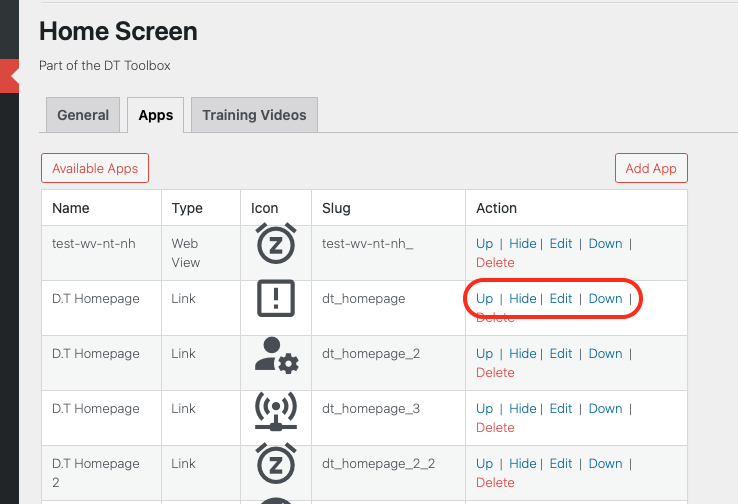 Home Screen
Part of the DT Toolbox
General Apps Training Videos
Available Apps Add App
Name Type Icon Slug Action
test-wv-nt-nh Web test-wv-nt-nh_ Up | Hide | Edit | Down |
View Delete
D.T Homepage Link dt_homepage Up | Hide | Edit | Down |
Delete
D.T Homepage Link dt_homepage_2 Up | Hide | Edit | Down |
Delete
D.T Homepage Link dt_homepage_3 Up | Hide | Edit | Down |
Delete
D.T Homepage Link dt_homepage_2_2 Up | Hide | Edit | Down |
2 Delete